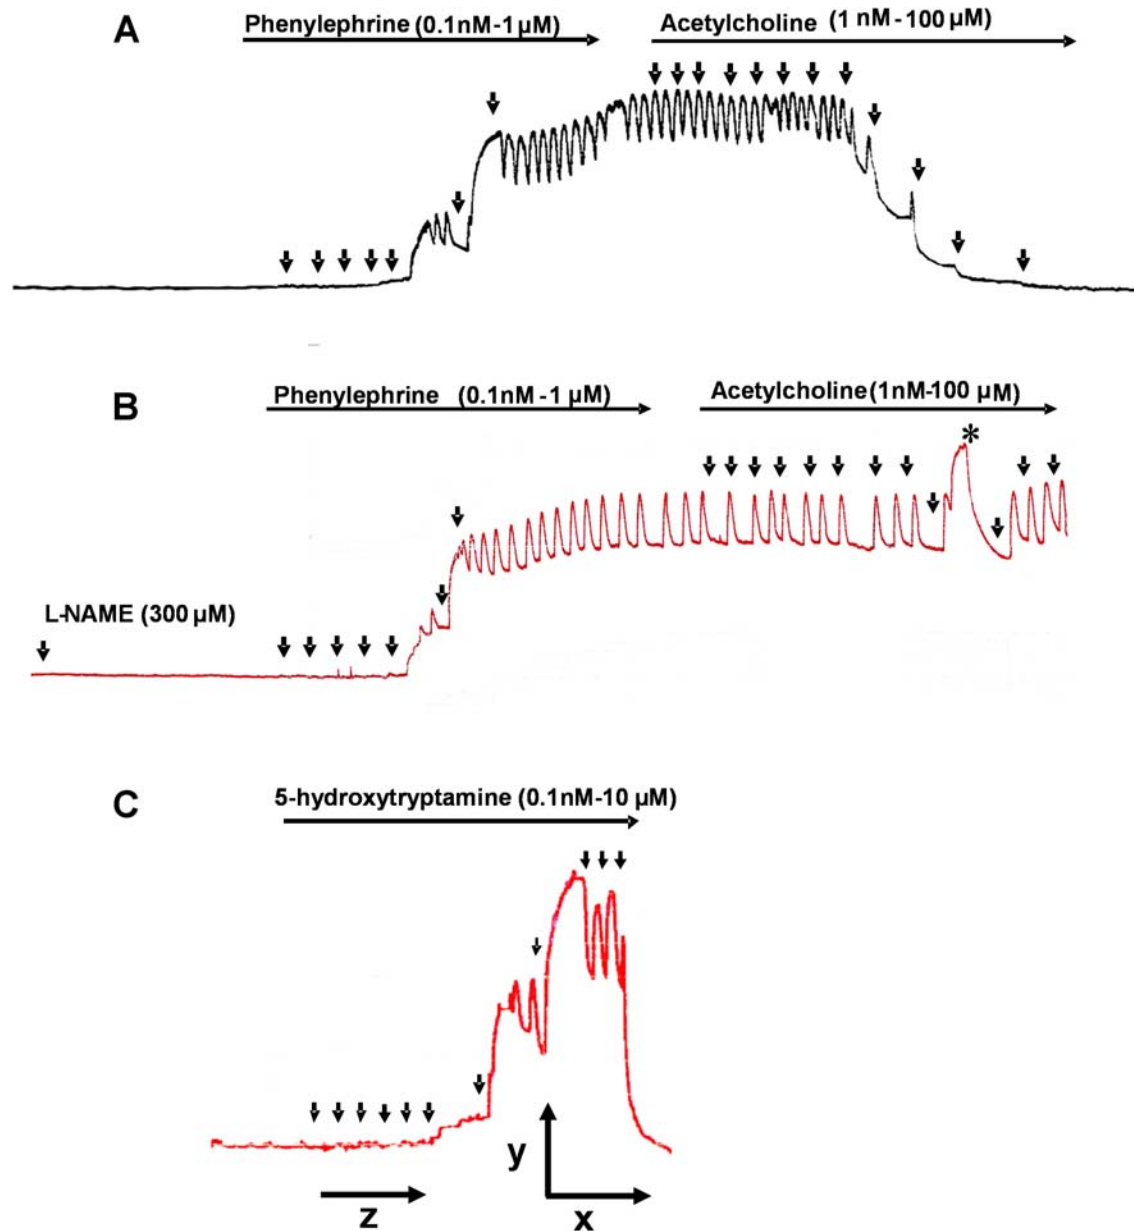 A
Phenylephrine (0.1nM-1 µM)
Acetylcholine (1 nM - 100 µM)
B
Phenylephrine (0.1nM -1 µM)
Acetylcholine (1nM-100 µM)
*
L-NAME (300 µM)
C
5-hydroxytryptamine (0.1nM-10 µM)
y
z
x